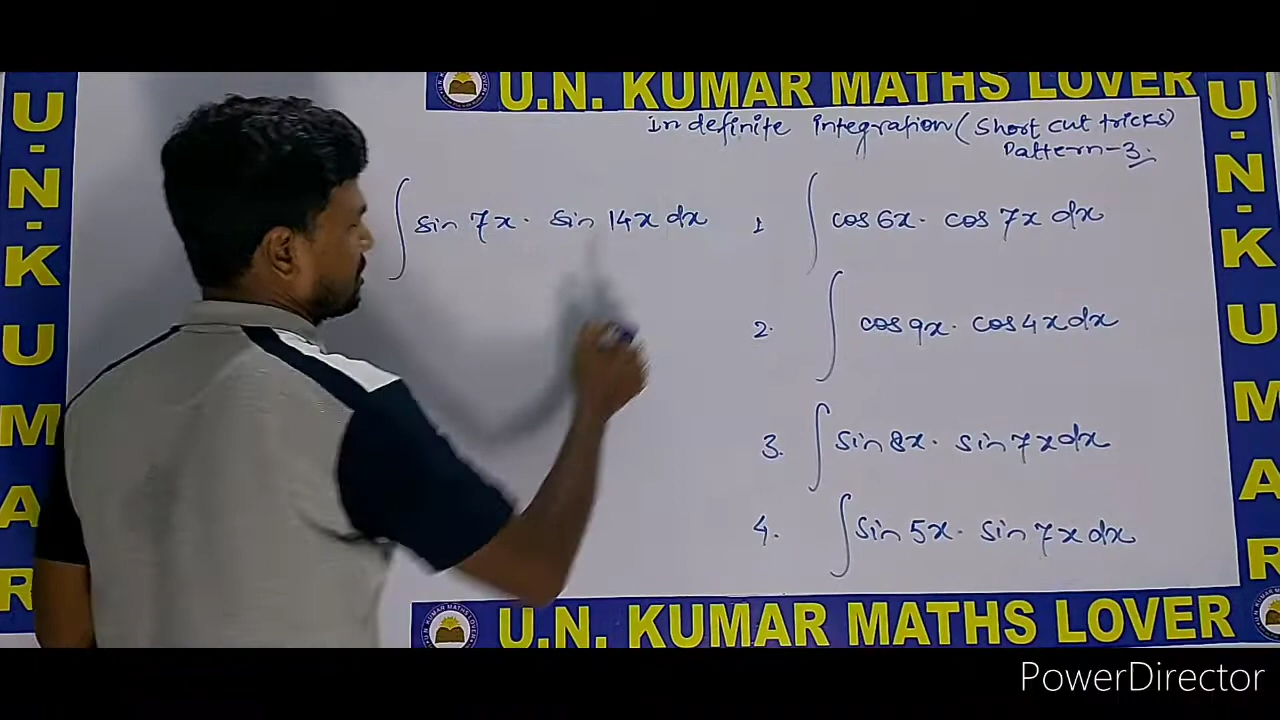 U.N. KUMAR MATHS LOVER
Indefinite integration (Short cut tricks)
Pattern-3.
∫ sin 7x · sin 14x dx
1. ∫ cos 6x · cos 7x dx
2. ∫ cos 9x · cos 4x dx
3. ∫ sin 8x · sin 7x dx
4. ∫ sin 5x · sin 7x dx
U.N. KUMAR MATHS LOVER
U-N-KUMAR
U-N-KUMAR
PowerDirector